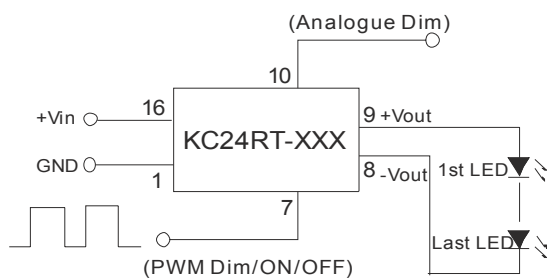 (Analogue Dim)
10
+Vin
16
KC24RT-XXX
9 +Vout
GND
1
8 -Vout
1st LED
7
Last LED
(PWM Dim/ON/OFF)